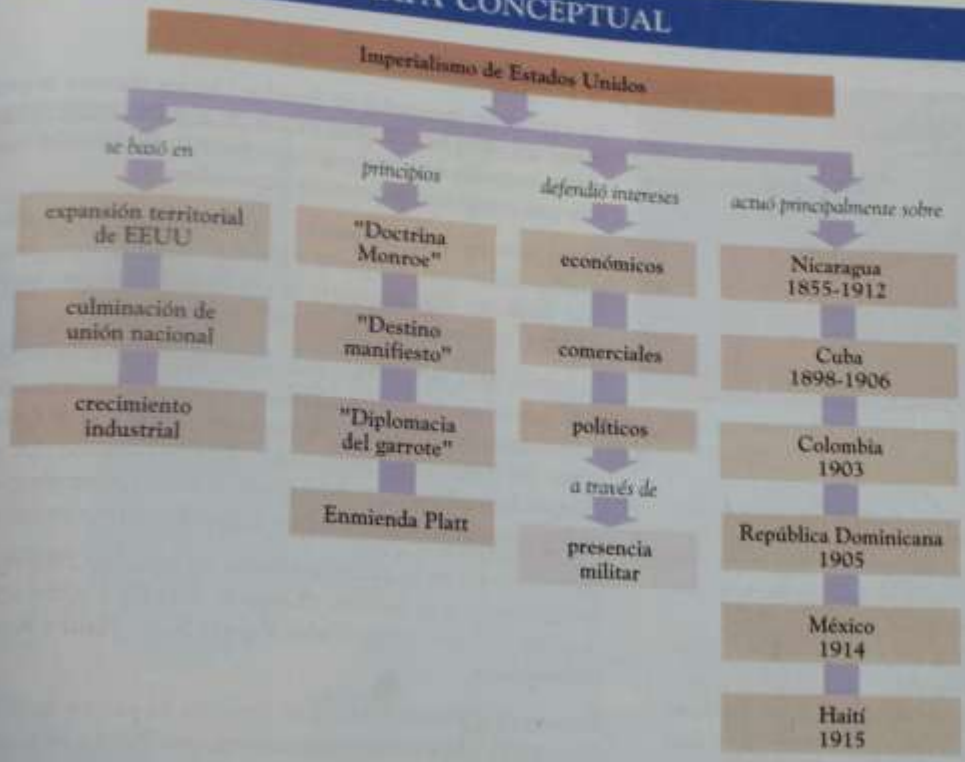 CONCEPTUAL
Imperialismo de Estados Unidos
se basó en
expansión territorial
de EEUU
culminación de
unión nacional
crecimiento
industrial
principios
"Doctrina
Monroe"
"Destino
manifiesto"
"Diplomacia
del garrote"
Enmienda Platt
defendió intereses
económicos
comerciales
políticos
a través de
presencia
militar
actuó principalmente sobre
Nicaragua
1855-1912
Cuba
1898-1906
Colombia
1903
República Dominicana
1905
México
1914
Haití
1915